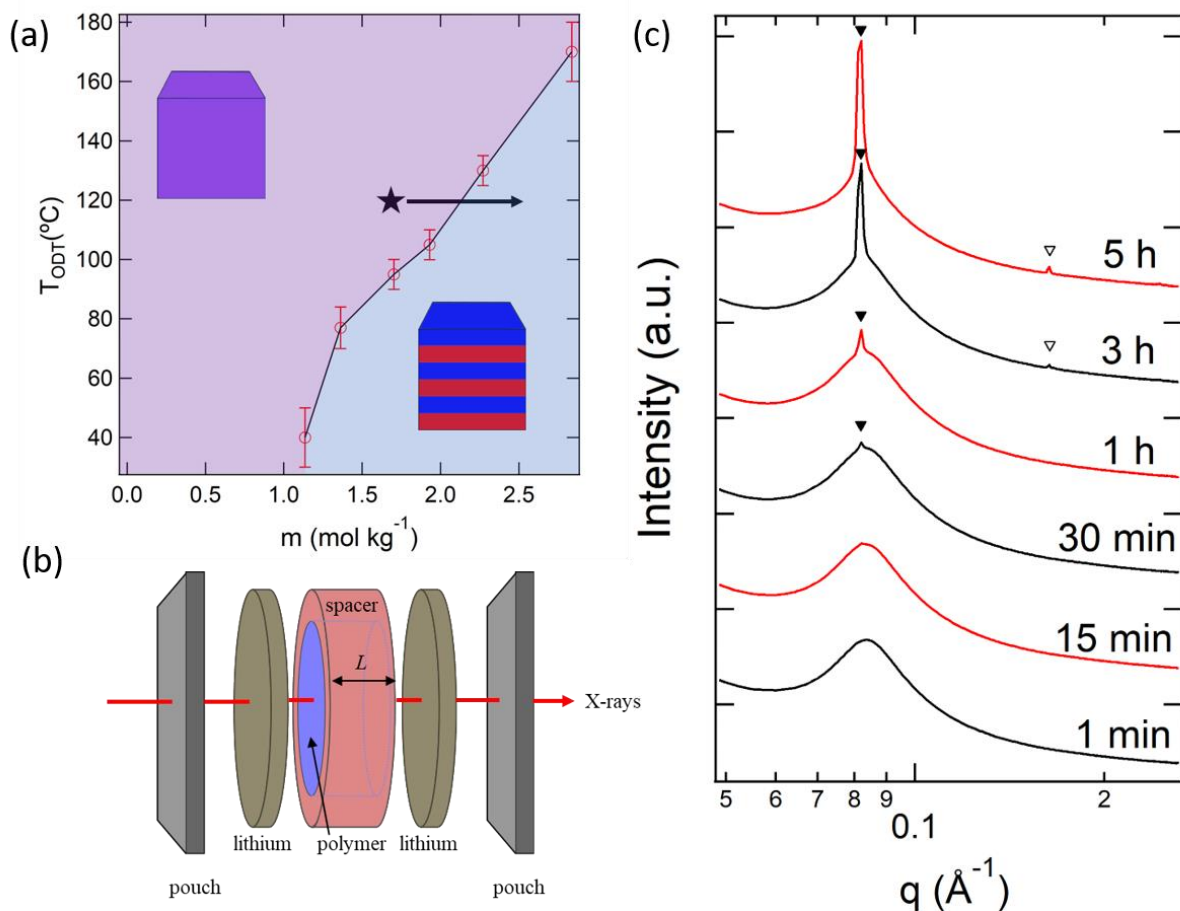 (a)
180
160
140
120
100
80
60
40
T_ODT(ºC)
0.0 0.5 1.0 1.5 2.0 2.5
m (mol kg⁻¹)
(b)
spacer
L
X-rays
lithium polymer lithium
pouch pouch
(c)
Intensity (a.u.)
5 h
3 h
1 h
30 min
15 min
1 min
5 6 7 8 9 0.1 2
q (Å⁻¹)